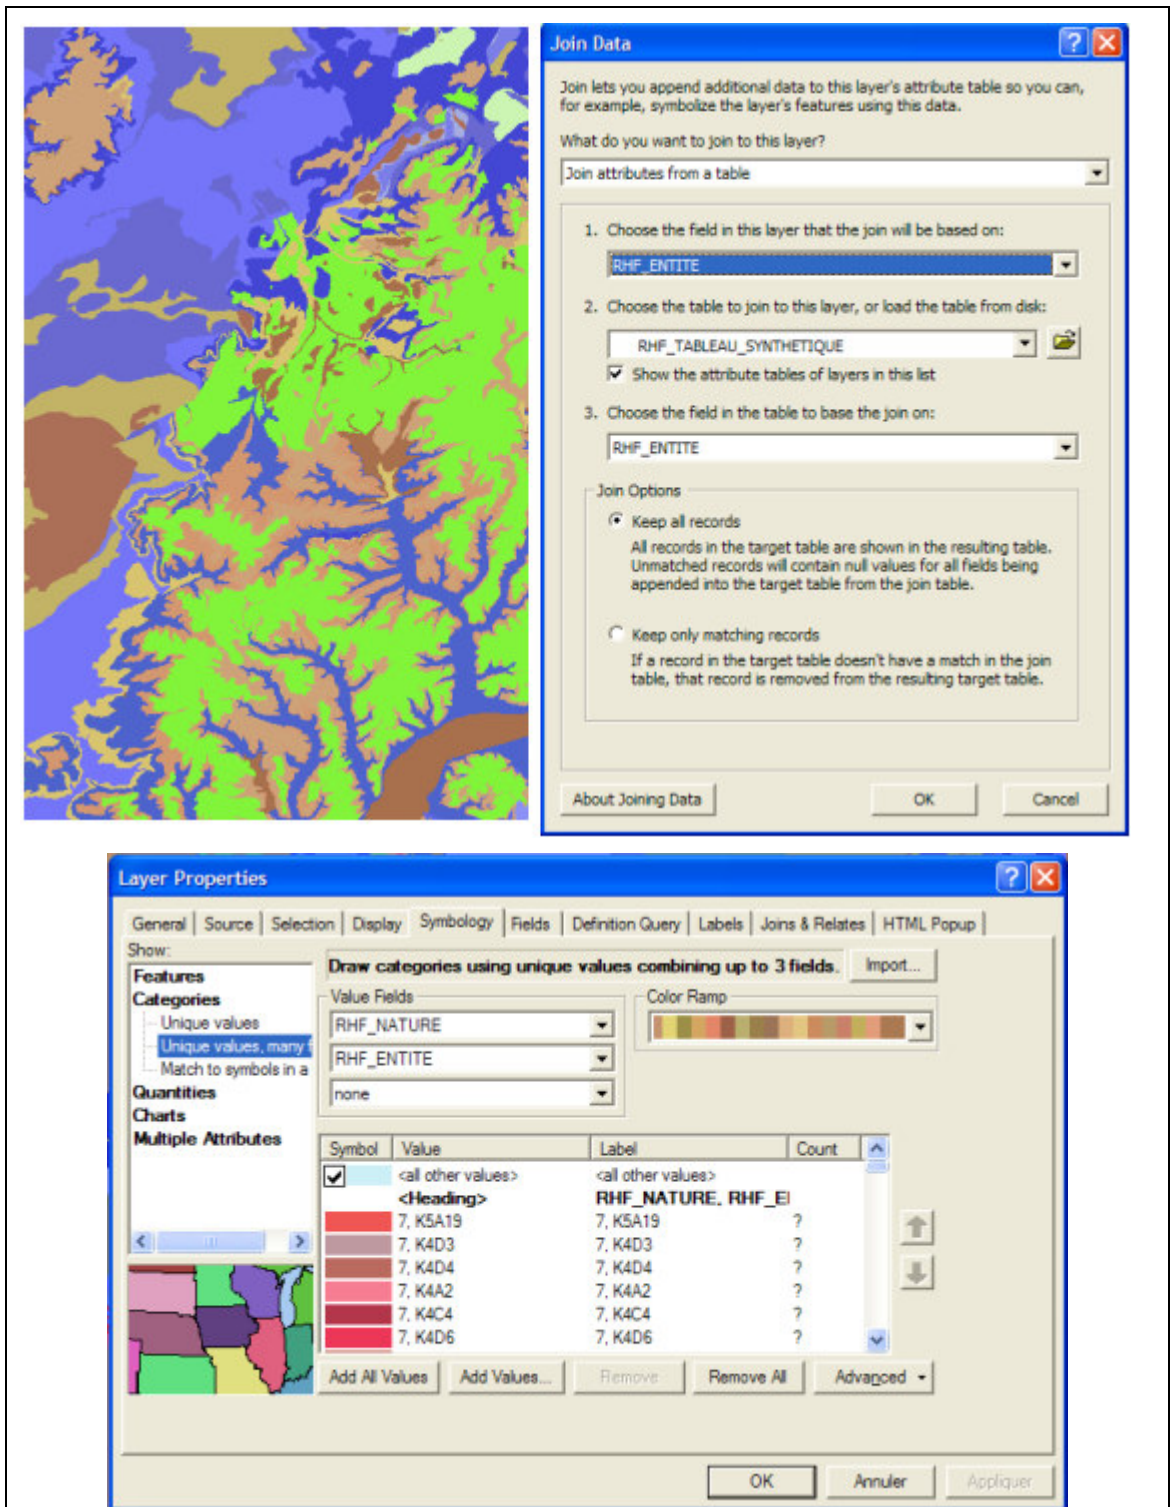 Join Data
Join lets you append additional data to this layer's attribute table so you can,
for example, symbolize the layer's features using this data.
What do you want to join to this layer?
Join attributes from a table
1. Choose the field in this layer that the join will be based on:
RHF_ENTITE
2. Choose the table to join to this layer, or load the table from disk:
RHF_TABLEAU_SYNTHETIQUE
Show the attribute tables of layers in this list
3. Choose the field in the table to base the join on:
RHF_ENTITE
Join Options
Keep all records
All records in the target table are shown in the resulting table.
Unmatched records will contain null values for all fields being
appended into the target table from the join table.
Keep only matching records
If a record in the target table doesn't have a match in the join
table, that record is removed from the resulting target table.
About Joining Data OK Cancel
Layer Properties
General Source Selection Display Symbology Fields Definition Query Labels Joins & Relates HTML Popup
Show:
Features
Categories
Unique values
Unique values, many f
Match to symbols in a
Quantities
Charts
Multiple Attributes
Draw categories using unique values combining up to 3 fields. Import...
Value Fields
RHF_NATURE
RHF_ENTITE
none
Color Ramp
Symbol Value Label Count
<all other values> <all other values>
<Heading> RHF_NATURE, RHF_EI
7, K5A19 7, K5A19 ?
7, K4D3 7, K4D3 ?
7, K4D4 7, K4D4 ?
7, K4A2 7, K4A2 ?
7, K4C4 7, K4C4 ?
7, K4D6 7, K4D6 ?
Add All Values Add Values... Remove Remove All Advanced
OK Annuler Appliquer